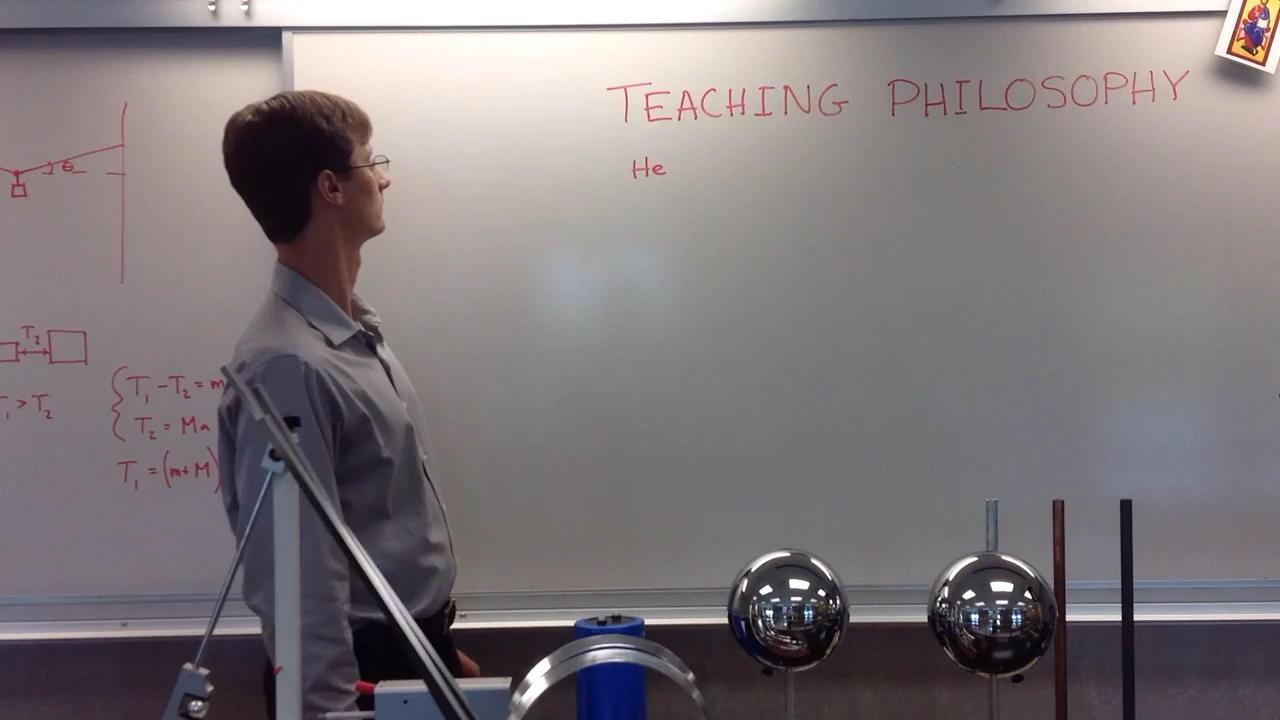 TEACHING PHILOSOPHY
He
θ
T₂
T₁ > T₂
T₁ - T₂ = m
T₂ = Ma
T₁ = (m+M)